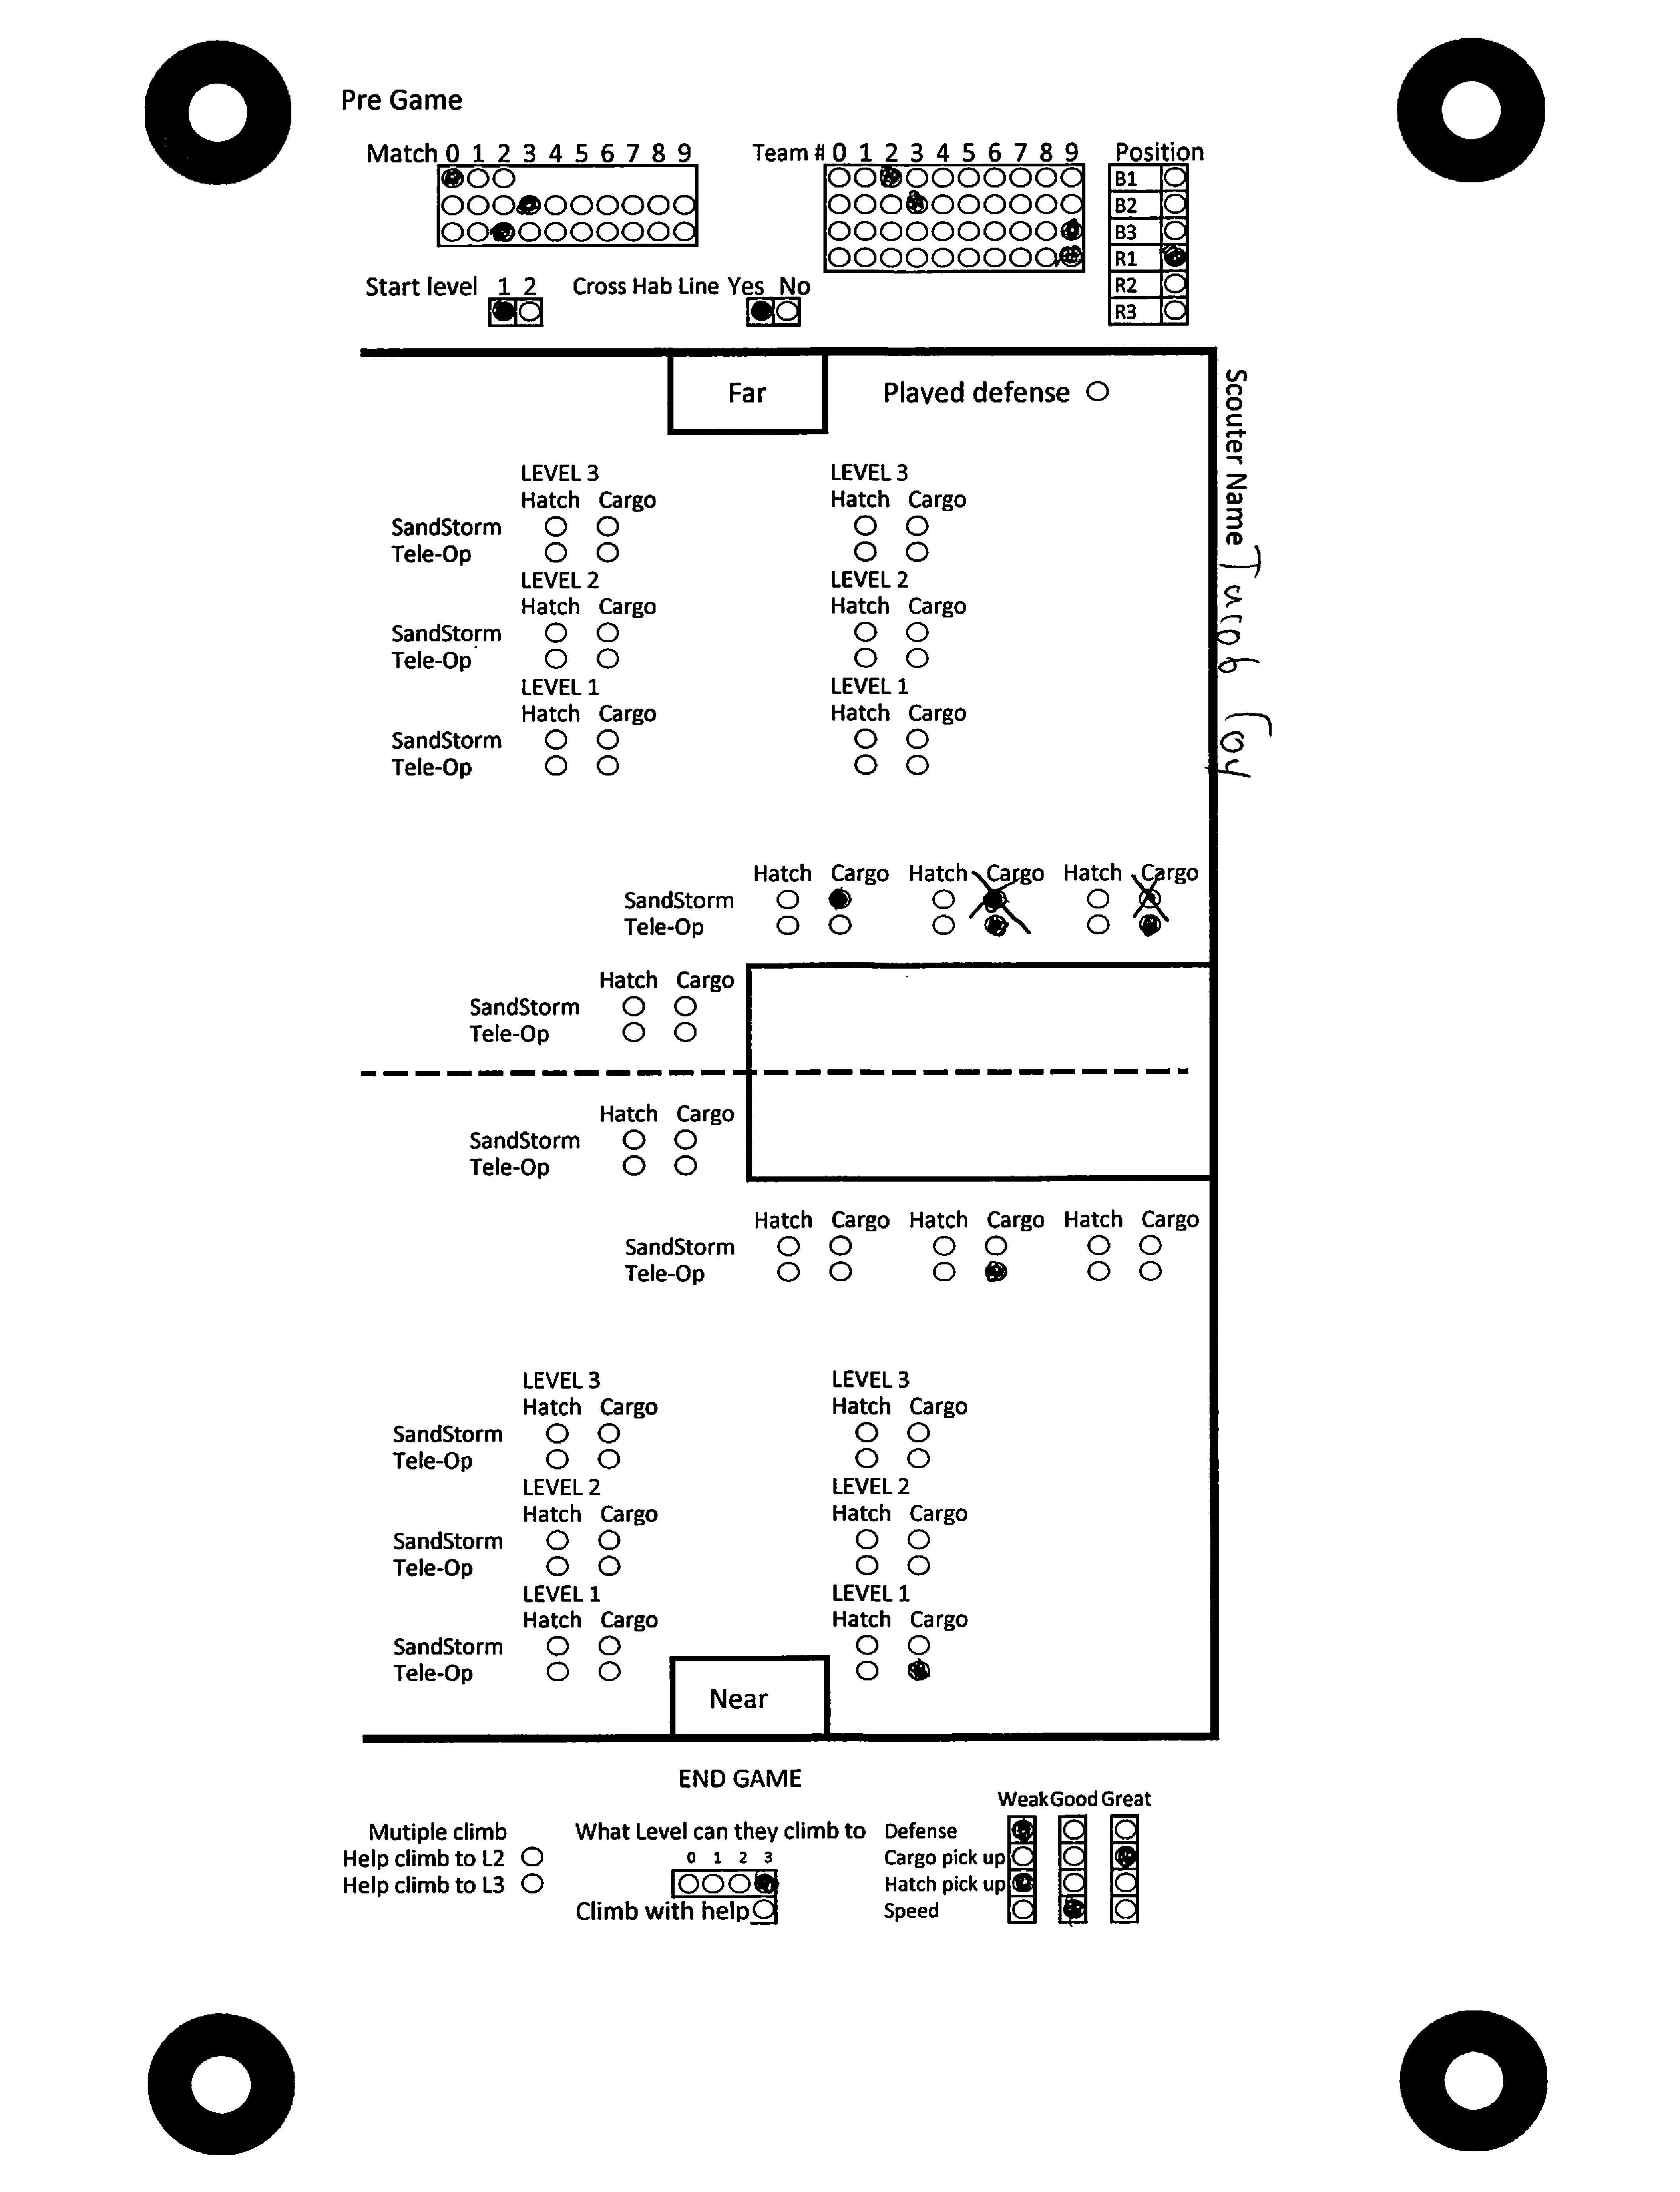 Pre Game
Match 0 1 2 3 4 5 6 7 8 9
Team # 0 1 2 3 4 5 6 7 8 9
Position
B1
B2
B3
R1
R2
R3
Start level 1 2
Cross Hab Line Yes No
Far
Played defense
Scouter Name
LEVEL 3 LEVEL 3
Hatch Cargo Hatch Cargo
SandStorm
Tele-Op
LEVEL 2 LEVEL 2
Hatch Cargo Hatch Cargo
SandStorm
Tele-Op
LEVEL 1 LEVEL 1
Hatch Cargo Hatch Cargo
SandStorm
Tele-Op
Hatch Cargo Hatch Cargo Hatch Cargo
SandStorm
Tele-Op
Hatch Cargo
SandStorm
Tele-Op
Hatch Cargo
SandStorm
Tele-Op
Hatch Cargo Hatch Cargo Hatch Cargo
SandStorm
Tele-Op
LEVEL 3 LEVEL 3
Hatch Cargo Hatch Cargo
SandStorm
Tele-Op
LEVEL 2 LEVEL 2
Hatch Cargo Hatch Cargo
SandStorm
Tele-Op
LEVEL 1 LEVEL 1
Hatch Cargo Hatch Cargo
SandStorm
Tele-Op
Near
END GAME
Mutiple climb
Help climb to L2
Help climb to L3
What Level can they climb to
0 1 2 3
Climb with help
Weak Good Great
Defense
Cargo pick up
Hatch pick up
Speed